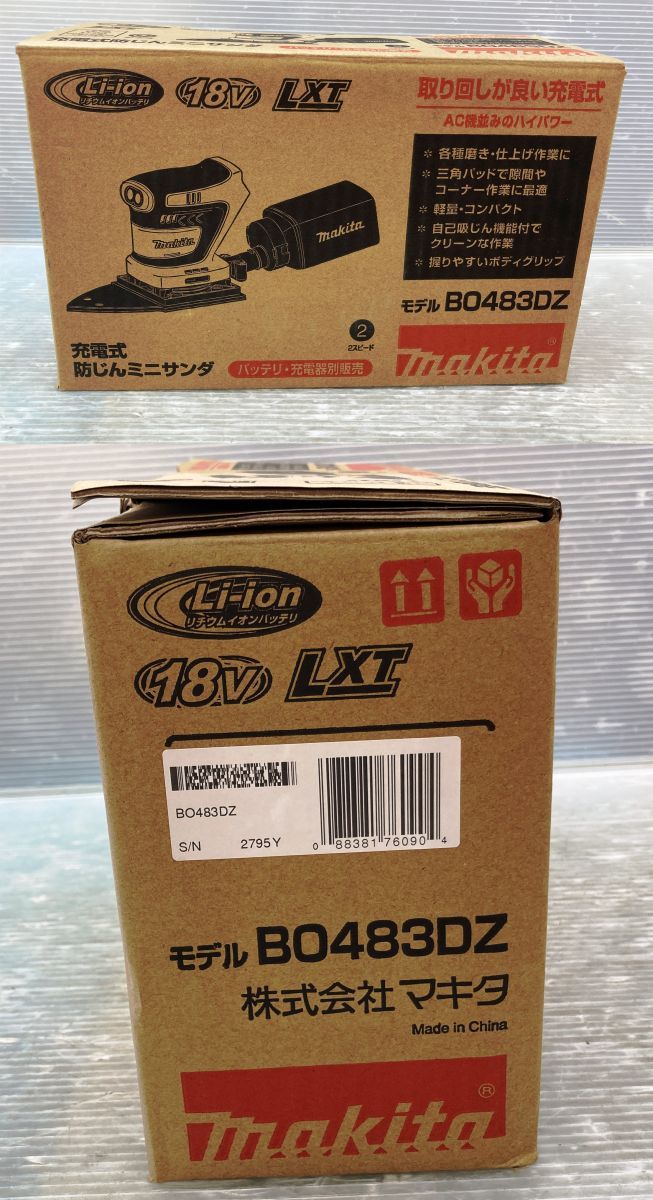 Li-ion
リチウムイオンバッテリ
18V
LXT
取り回しが良い充電式
AC機並みのハイパワー
* 各種磨き・仕上げ作業に
* 三角パッドで隙間や
コーナー作業に最適
* 軽量・コンパクト
* 自己吸じん機能付で
クリーンな作業
* 握りやすいボディグリップ
makita
makita
2
2スピード
モデル BO483DZ
充電式
防じんミニサンダ
バッテリ・充電器別販売
makita®
Li-ion
リチウムイオンバッテリ
18V
LXT
BO483DZ
S/N 2795Y
0 88381 76090 4
モデル BO483DZ
株式会社 マキタ
Made in China
makita®